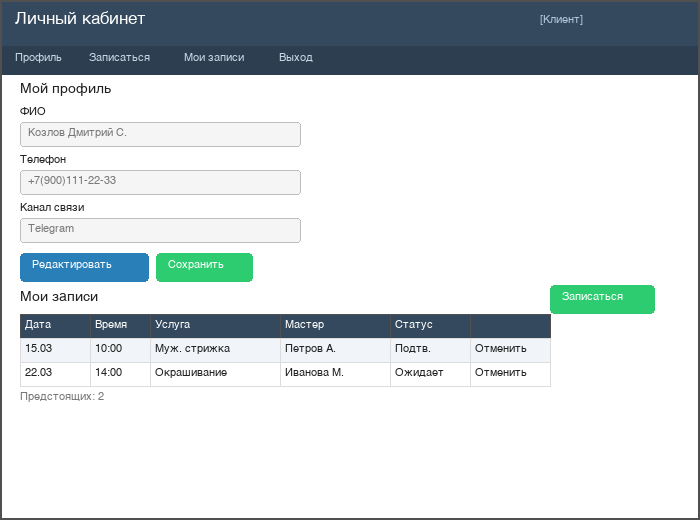 Личный кабинет [Клиент]
Профиль Записаться Мои записи Выход
Мой профиль
ФИО
Козлов Дмитрий С.
Телефон
+7(900)111-22-33
Канал связи
Telegram
Редактировать Сохранить
Мои записи Записаться
Дата Время Услуга Мастер Статус
15.03 10:00 Муж. стрижка Петров А. Подтв. Отменить
22.03 14:00 Окрашивание Иванова М. Ожидает Отменить
Предстоящих: 2